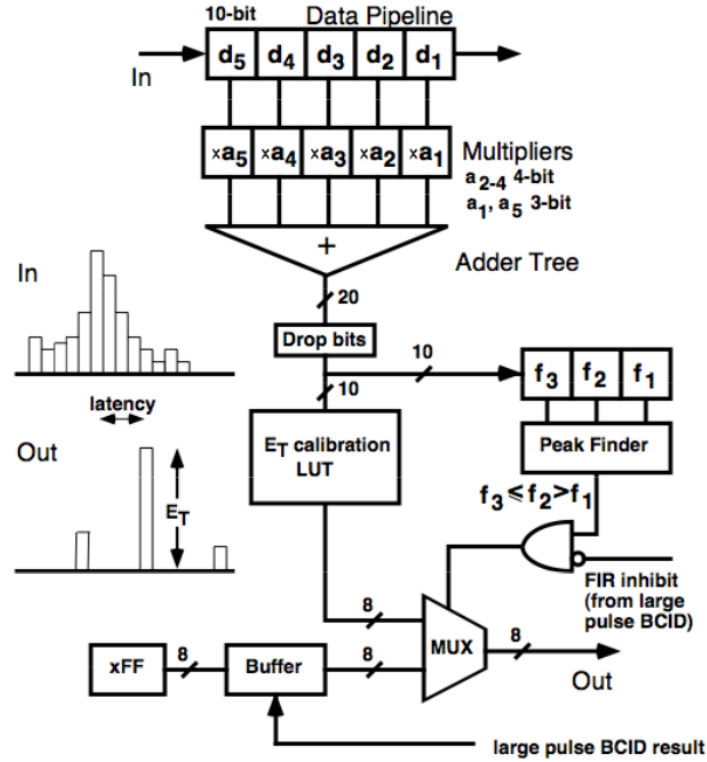 10-bit Data Pipeline
In
d5 d4 d3 d2 d1
×a5 ×a4 ×a3 ×a2 ×a1
Multipliers
a2-4 4-bit
a1, a5 3-bit
+
Adder Tree
20
Drop bits
10
10
f3 f2 f1
Peak Finder
f3 ≤ f2 > f1
In
latency
Out
ET
ET calibration
LUT
FIR inhibit
(from large
pulse BCID)
8
MUX
8
Out
xFF
8
Buffer
8
large pulse BCID result